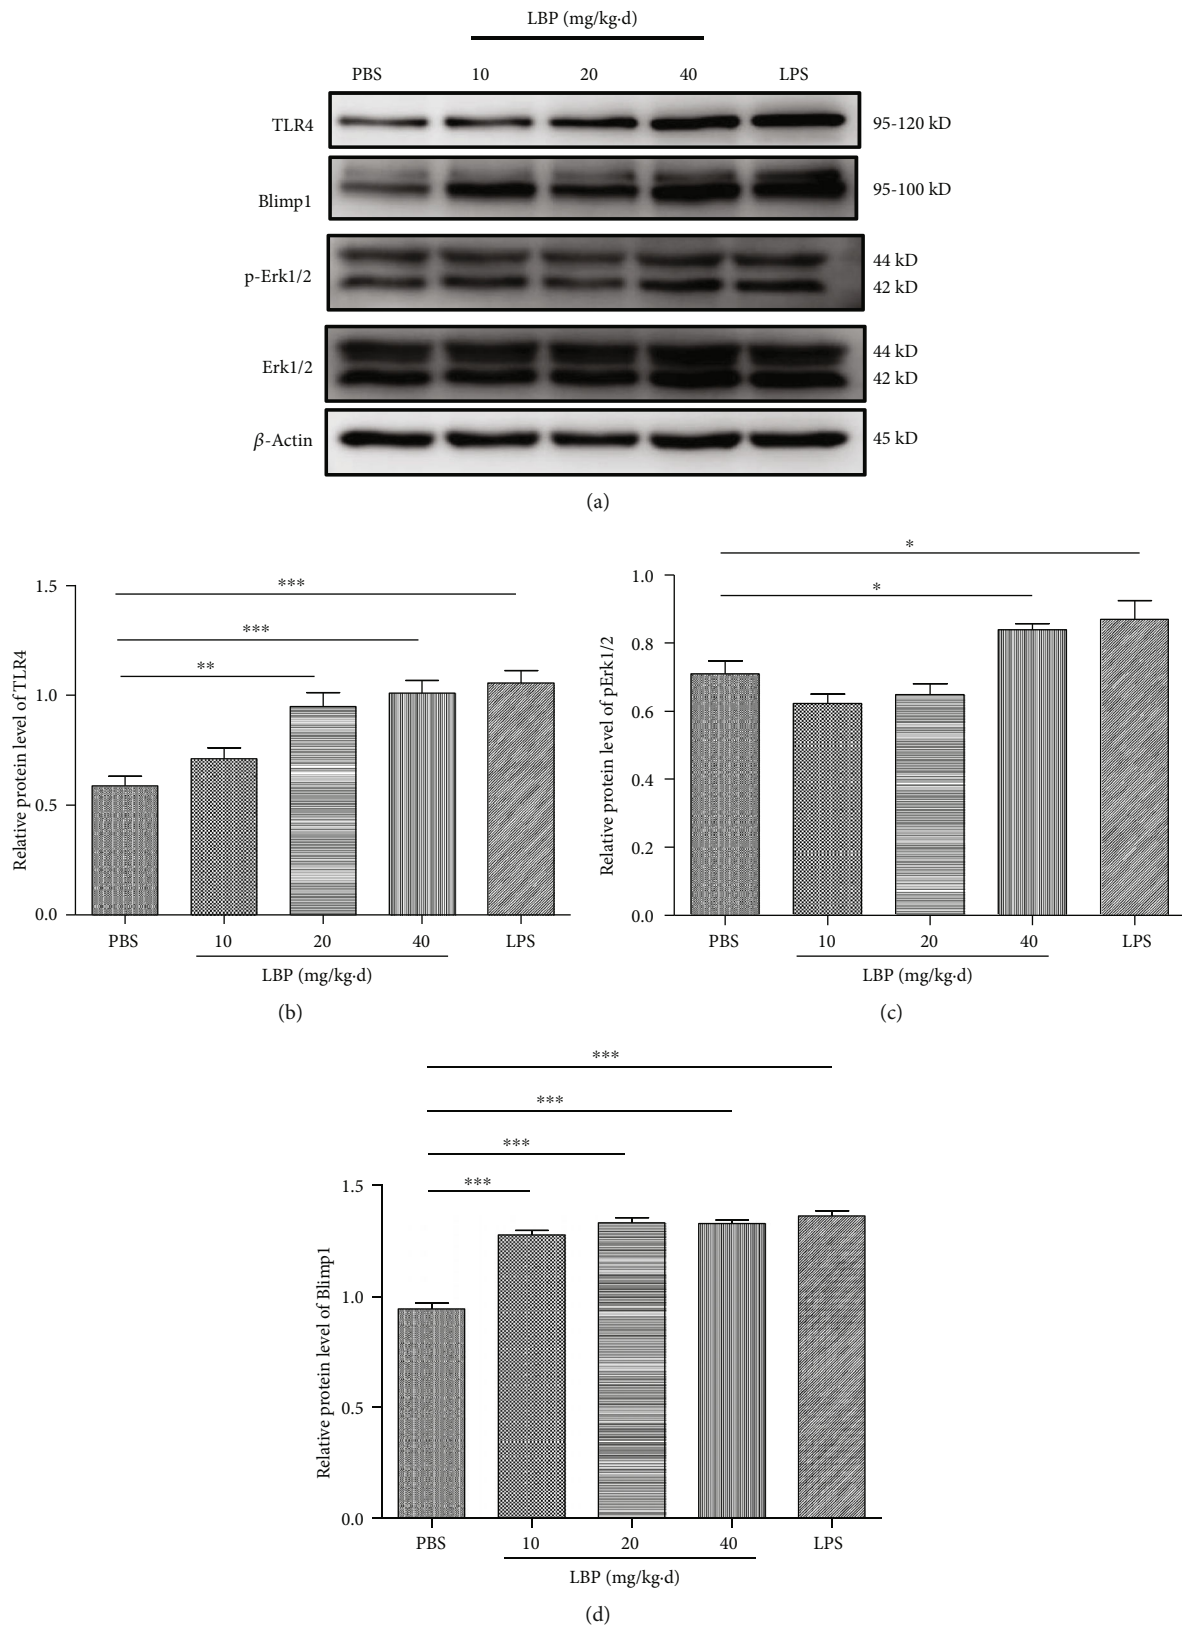 LBP (mg/kg·d)
PBS 10 20 40 LPS
TLR4 95-120 kD
Blimp1 95-100 kD
p-Erk1/2 44 kD
42 kD
Erk1/2 44 kD
42 kD
β-Actin 45 kD
(a)
Relative protein level of TLR4
1.5
1.0
0.5
0.0
***
***
**
PBS 10 20 40 LPS
LBP (mg/kg·d)
(b)
Relative protein level of pErk1/2
1.0
0.8
0.6
0.4
0.2
0.0
*
*
PBS 10 20 40 LPS
LBP (mg/kg·d)
(c)
Relative protein level of Blimp1
1.5
1.0
0.5
0.0
***
***
***
***
PBS 10 20 40 LPS
LBP (mg/kg·d)
(d)